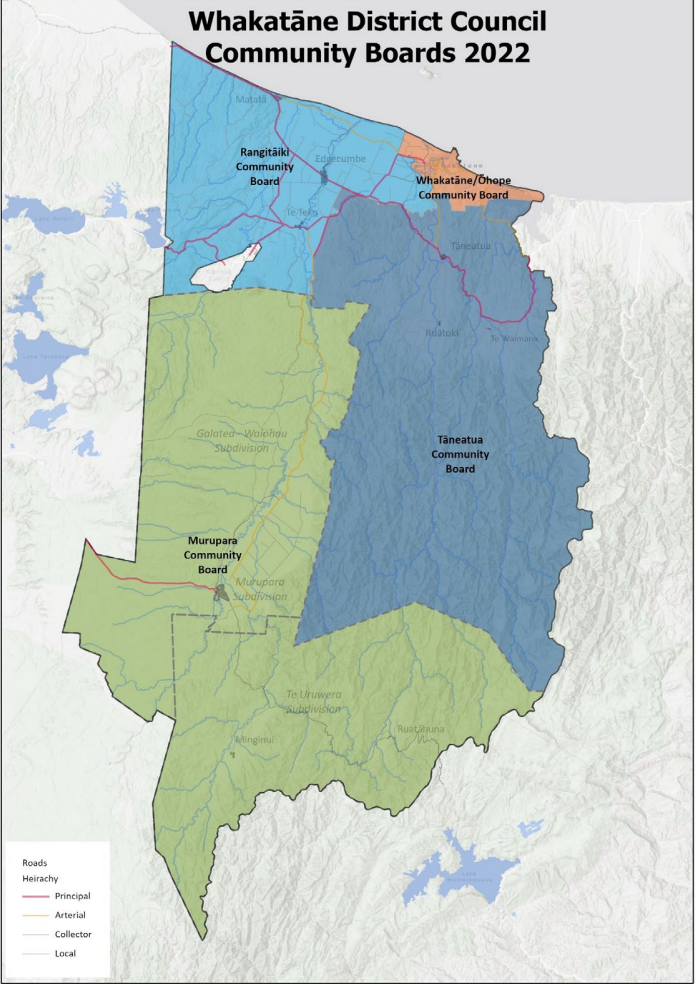 Whakatāne District Council
Community Boards 2022
Matatā
Rangitāiki
Community
Board
Edgecumbe
Whakatāne/Ōhope
Community Board
Te Teko
Tāneatua
Rūātoki
Te Waimana
Galatea - Waiohau
Subdivision
Tāneatua
Community
Board
Murupara
Community
Board
Murupara
Subdivision
Te Uruwera
Subdivision
Ruatāhuna
Minginui
Roads
Heirachy
Principal
Arterial
Collector
Local